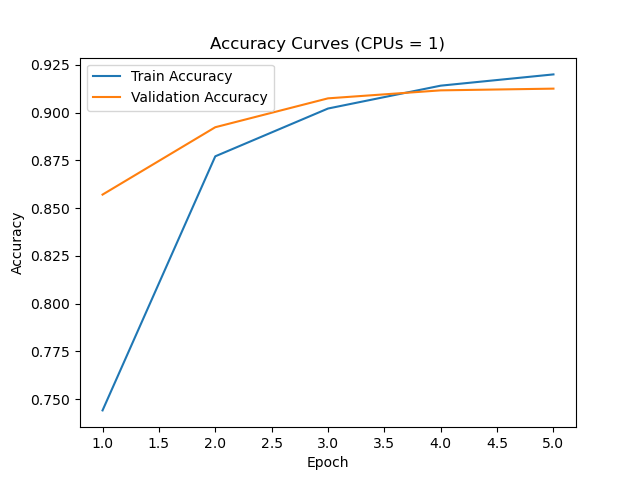 Accuracy Curves (CPUs = 1)
Train Accuracy
Validation Accuracy
0.925
0.900
0.875
0.850
0.825
0.800
0.775
0.750
Accuracy
1.0 1.5 2.0 2.5 3.0 3.5 4.0 4.5 5.0
Epoch